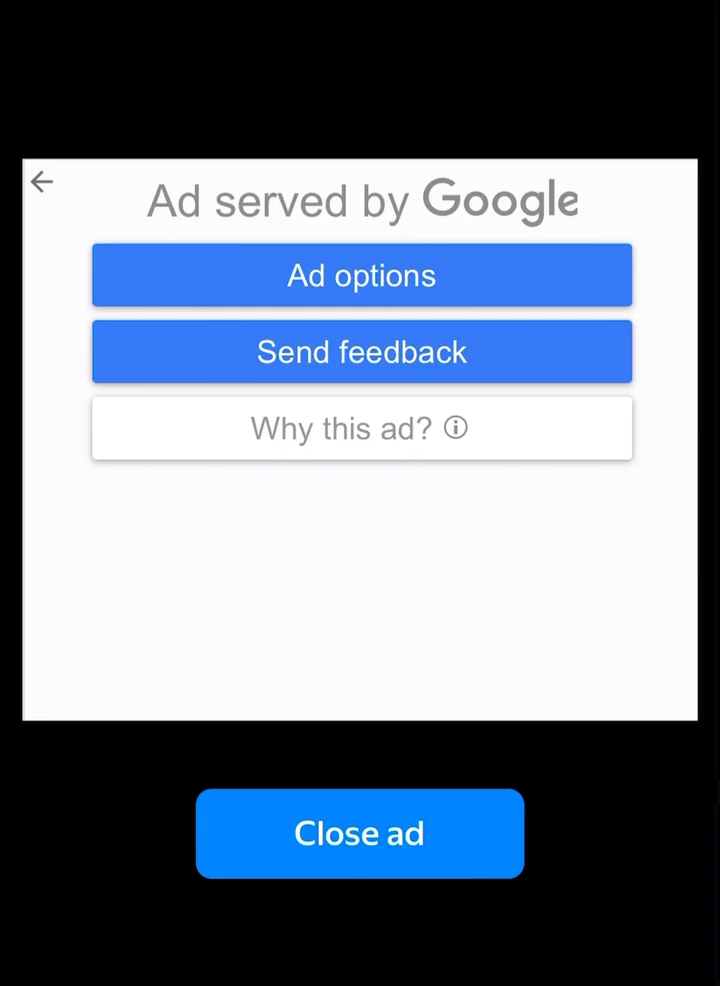 Ad served by Google
Ad options
Send feedback
Why this ad?
Close ad